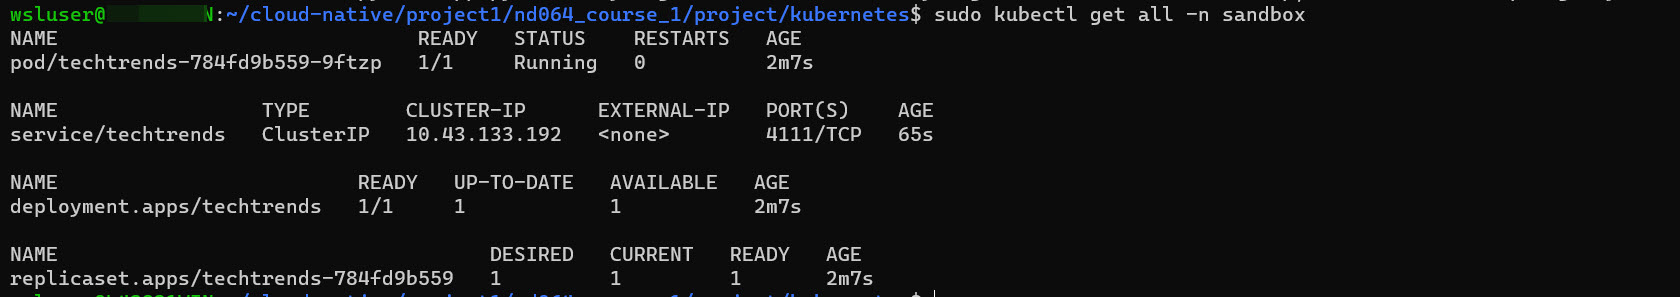 wsluser@ N:~/cloud-native/project1/nd064_course_1/project/kubernetes$ sudo kubectl get all -n sandbox
NAME READY STATUS RESTARTS AGE
pod/techtrends-784fd9b559-9ftzp 1/1 Running 0 2m7s
NAME TYPE CLUSTER-IP EXTERNAL-IP PORT(S) AGE
service/techtrends ClusterIP 10.43.133.192 <none> 4111/TCP 65s
NAME READY UP-TO-DATE AVAILABLE AGE
deployment.apps/techtrends 1/1 1 1 2m7s
NAME DESIRED CURRENT READY AGE
replicaset.apps/techtrends-784fd9b559 1 1 1 2m7s